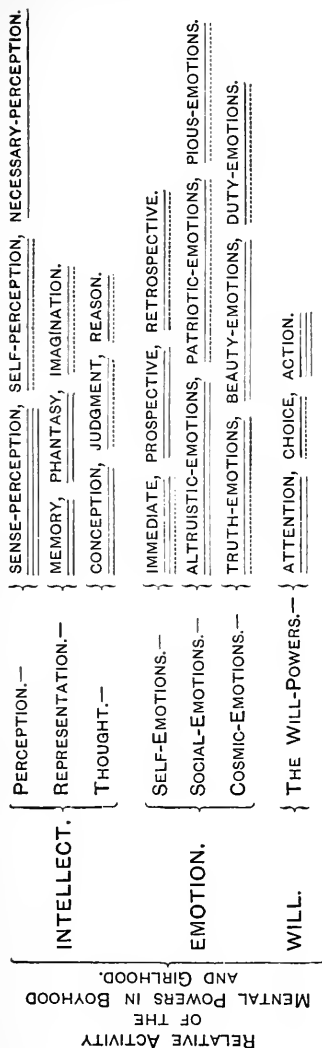 RELATIVE ACTIVITY
OF THE
MENTAL POWERS IN BOYHOOD
AND GIRLHOOD.
INTELLECT.
PERCEPTION.— SENSE-PERCEPTION, SELF-PERCEPTION, NECESSARY-PERCEPTION.
REPRESENTATION.— MEMORY, PHANTASY, IMAGINATION.
THOUGHT.— CONCEPTION, JUDGMENT, REASON.
EMOTION.
SELF-EMOTIONS.— IMMEDIATE, PROSPECTIVE, RETROSPECTIVE.
SOCIAL-EMOTIONS.— ALTRUISTIC-EMOTIONS, PATRIOTIC-EMOTIONS, PIOUS-EMOTIONS.
COSMIC-EMOTIONS.— TRUTH-EMOTIONS, BEAUTY-EMOTIONS, DUTY-EMOTIONS.
WILL.
THE WILL-POWERS.— ATTENTION, CHOICE, ACTION.